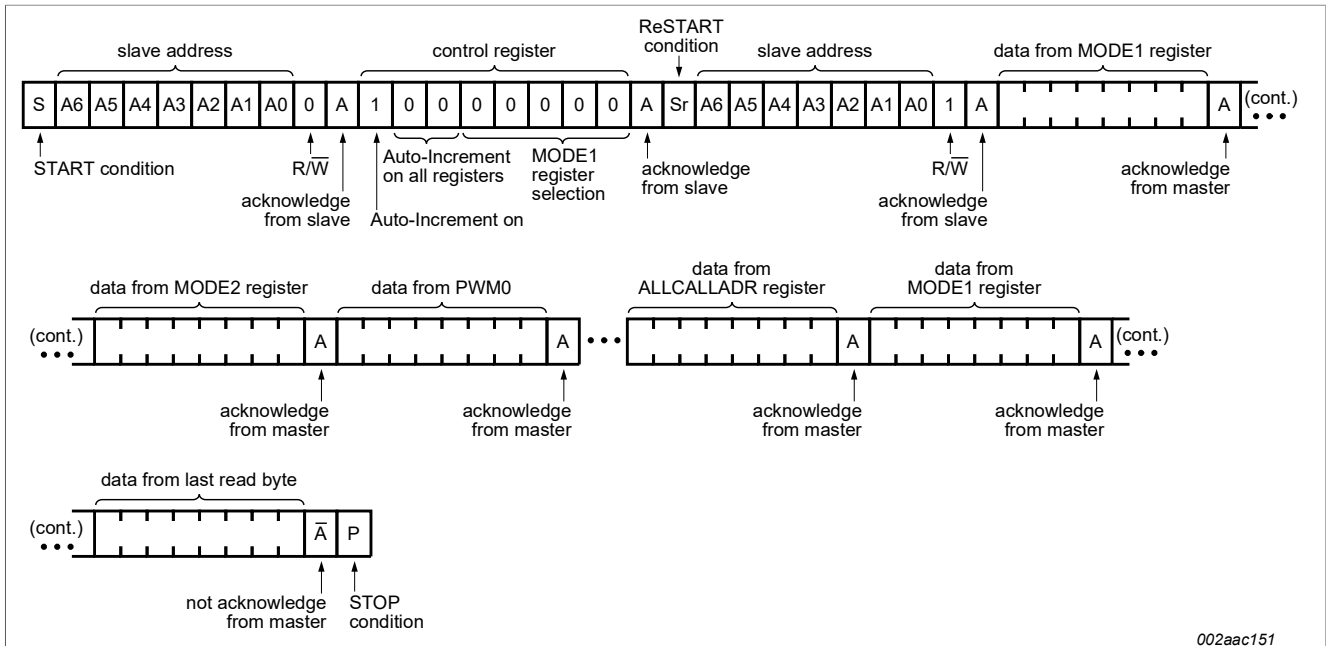 ReSTART
condition
slave address
control register
slave address
data from MODE1 register
S A6 A5 A4 A3 A2 A1 A0 0 A 1 0 0 0 0 0 0 0 A Sr A6 A5 A4 A3 A2 A1 A0 1 A A (cont.)
START condition
R/W̅
acknowledge
from slave
Auto-Increment
on all registers
Auto-Increment on
MODE1
register
selection
acknowledge
from slave
R/W̅
acknowledge
from slave
acknowledge
from master
data from MODE2 register
data from PWM0
data from
ALLCALLADR register
data from
MODE1 register
(cont.) A A A A (cont.)
acknowledge
from master
acknowledge
from master
acknowledge
from master
acknowledge
from master
data from last read byte
(cont.) A̅ P
not acknowledge
from master
STOP
condition
002aac151